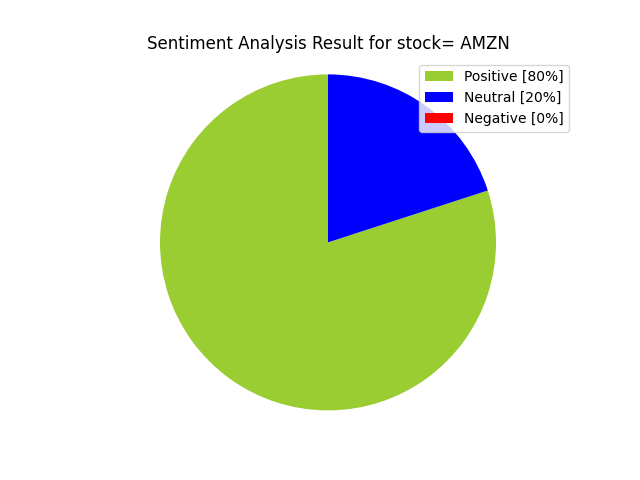 Sentiment Analysis Result for stock= AMZN
Positive [80%]
Neutral [20%]
Negative [0%]